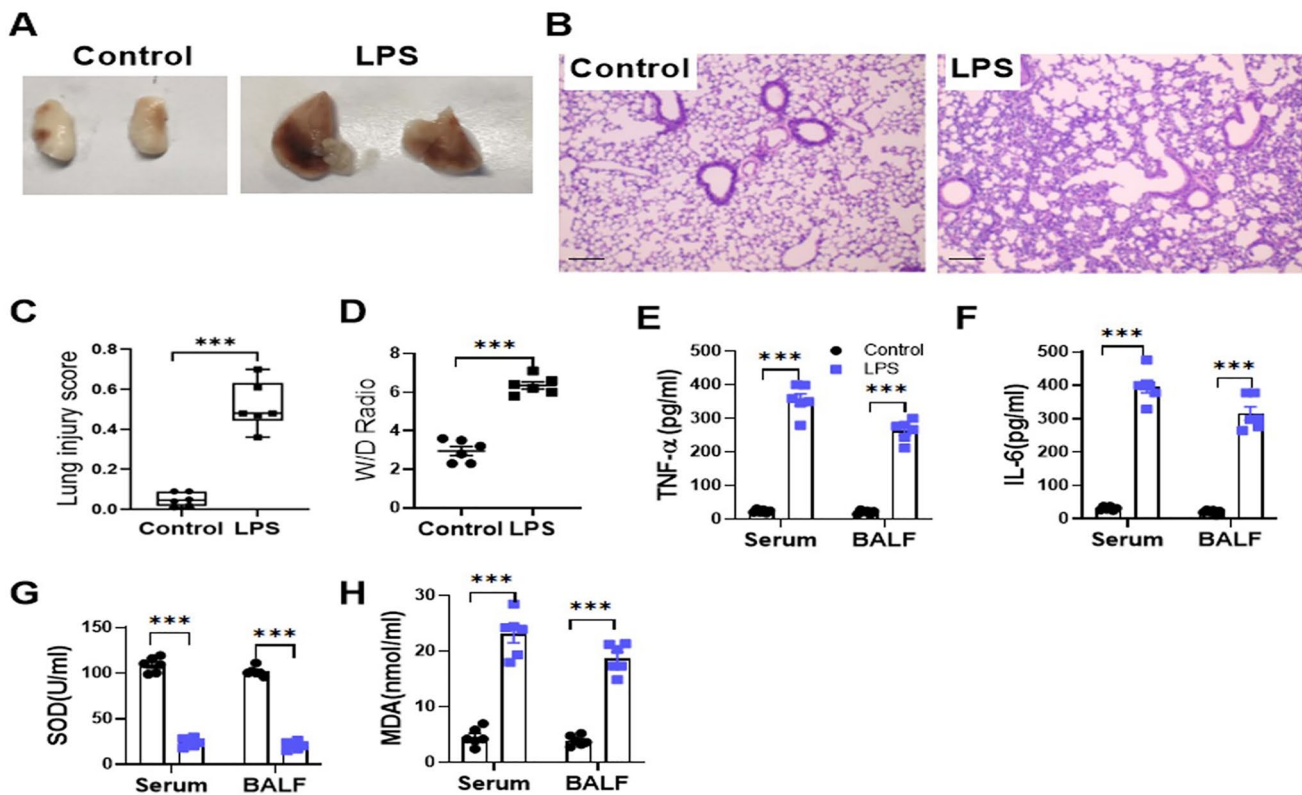 A
Control
LPS
B
Control
LPS
C
Lung injury score
0.8
0.6
0.4
0.2
0.0
***
Control LPS
D
W/D Radio
8
6
4
2
0
***
Control LPS
E
TNF-α (pg/ml)
500
400
300
200
100
0
***
***
Control
LPS
Serum BALF
F
IL-6(pg/ml)
500
400
300
200
100
0
***
***
Serum BALF
G
SOD(U/ml)
150
100
50
0
***
***
Serum BALF
H
MDA(nmol/ml)
30
20
10
0
***
***
Serum BALF